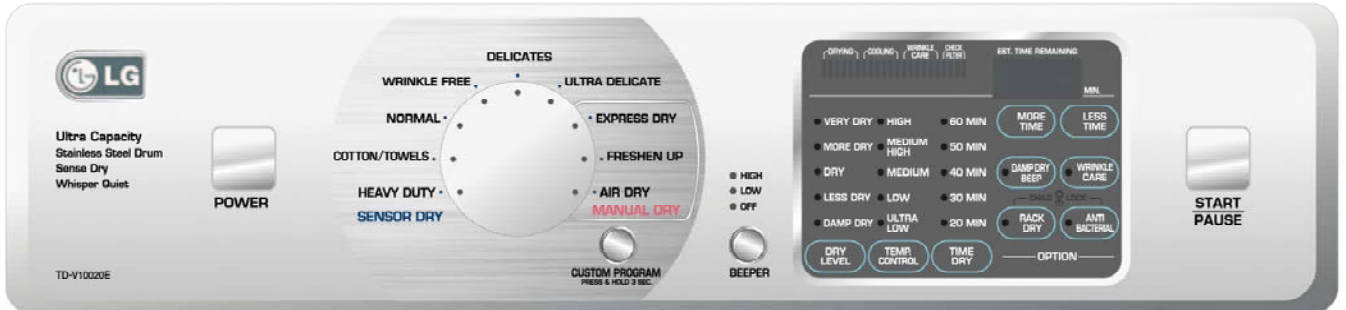 LG
Ultra Capacity
Stainless Steel Drum
Sense Dry
Whisper Quiet
TD-V10020E
POWER
DELICATES
WRINKLE FREE
ULTRA DELICATE
NORMAL
EXPRESS DRY
COTTON/TOWELS
FRESHEN UP
HEAVY DUTY
AIR DRY
SENSOR DRY
MANUAL DRY
CUSTOM PROGRAM
PRESS & HOLD 3 SEC.
HIGH
LOW
OFF
BEEPER
DRYING
COOLING
WRINKLE
CARE
CHECK
FILTER
EST. TIME REMAINING
MIN.
VERY DRY
HIGH
60 MIN
MORE DRY
MEDIUM
HIGH
50 MIN
DRY
MEDIUM
40 MIN
LESS DRY
LOW
30 MIN
DAMP DRY
ULTRA
LOW
20 MIN
DRY
LEVEL
TEMP.
CONTROL
TIME
DRY
MORE
TIME
LESS
TIME
DAMP DRY
BEEP
WRINKLE
CARE
CHILD LOCK
RACK
DRY
ANTI
BACTERIAL
OPTION
START
PAUSE